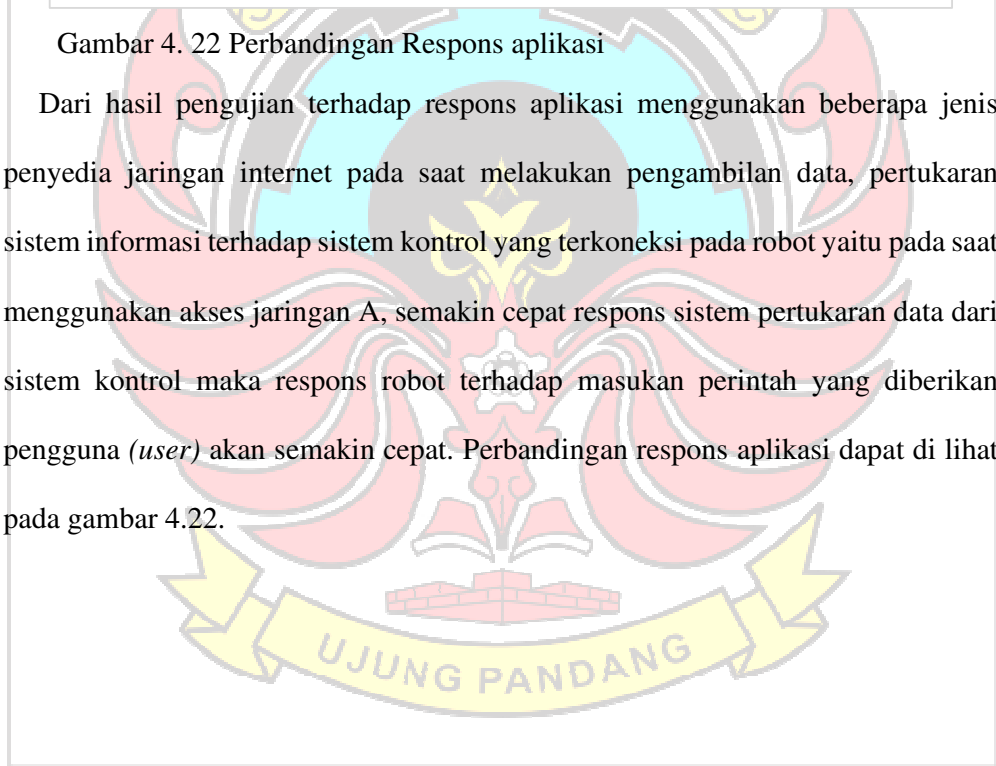 Gambar 4. 22 Perbandingan Respons aplikasi
Dari hasil pengujian terhadap respons aplikasi menggunakan beberapa jenis
penyedia jaringan internet pada saat melakukan pengambilan data, pertukaran
sistem informasi terhadap sistem kontrol yang terkoneksi pada robot yaitu pada saat
menggunakan akses jaringan A, semakin cepat respons sistem pertukaran data dari
sistem kontrol maka respons robot terhadap masukan perintah yang diberikan
pengguna (user) akan semakin cepat. Perbandingan respons aplikasi dapat di lihat
pada gambar 4.22.
UJUNG PANDANG